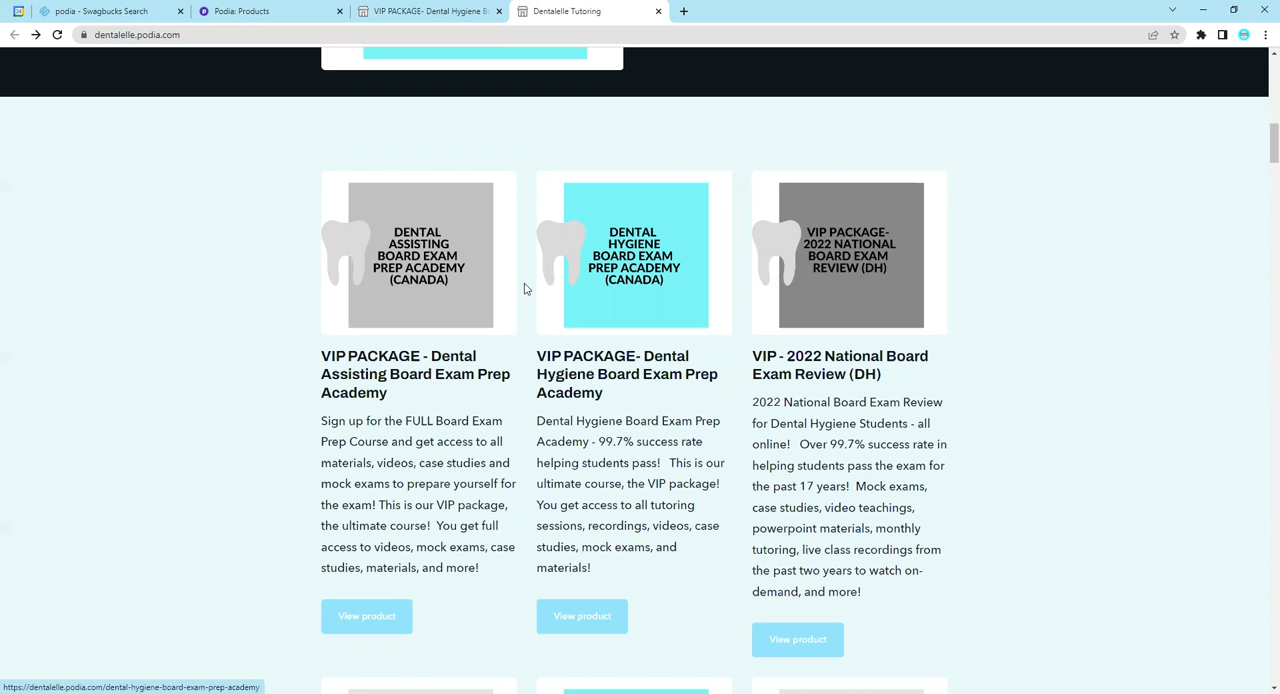 podia - Swagbucks Search
Podia: Products
VIP PACKAGE- Dental Hygiene Bo
Dentalelle Tutoring
dentalelle.podia.com
DENTAL
ASSISTING
BOARD EXAM
PREP ACADEMY
(CANADA)
DENTAL
HYGIENE
BOARD EXAM
PREP ACADEMY
(CANADA)
VIP PACKAGE-
2022 NATIONAL
BOARD EXAM
REVIEW (DH)
VIP PACKAGE - Dental
Assisting Board Exam Prep
Academy
Sign up for the FULL Board Exam
Prep Course and get access to all
materials, videos, case studies and
mock exams to prepare yourself for
the exam! This is our VIP package,
the ultimate course!  You get full
access to videos, mock exams, case
studies, materials, and more!
View product
VIP PACKAGE- Dental
Hygiene Board Exam Prep
Academy
Dental Hygiene Board Exam Prep
Academy - 99.7% success rate
helping students pass!   This is our
ultimate course, the VIP package!
You get access to all tutoring
sessions, recordings, videos, case
studies, mock exams, and
materials!
View product
VIP - 2022 National Board
Exam Review (DH)
2022 National Board Exam Review
for Dental Hygiene Students - all
online!   Over 99.7% success rate in
helping students pass the exam for
the past 17 years!  Mock exams,
case studies, video teachings,
powerpoint materials, monthly
tutoring, live class recordings from
the past two years to watch on-
demand, and more!
View product
https://dentalelle.podia.com/dental-hygiene-board-exam-prep-academy